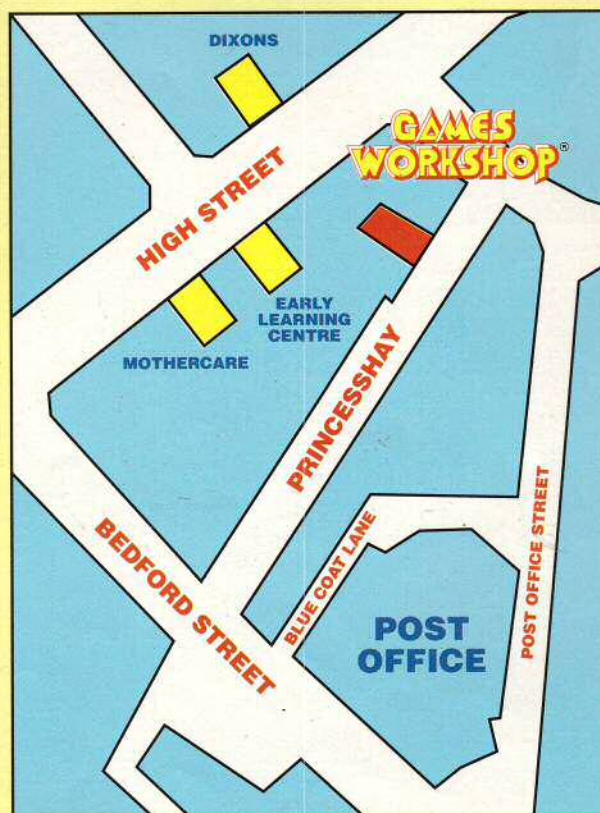 DIXONS
GAMES
WORKSHOP®
HIGH STREET
EARLY
LEARNING
CENTRE
MOTHERCARE
PRINCESSHAY
BEDFORD STREET
BLUE COAT LANE
POST OFFICE STREET
POST
OFFICE